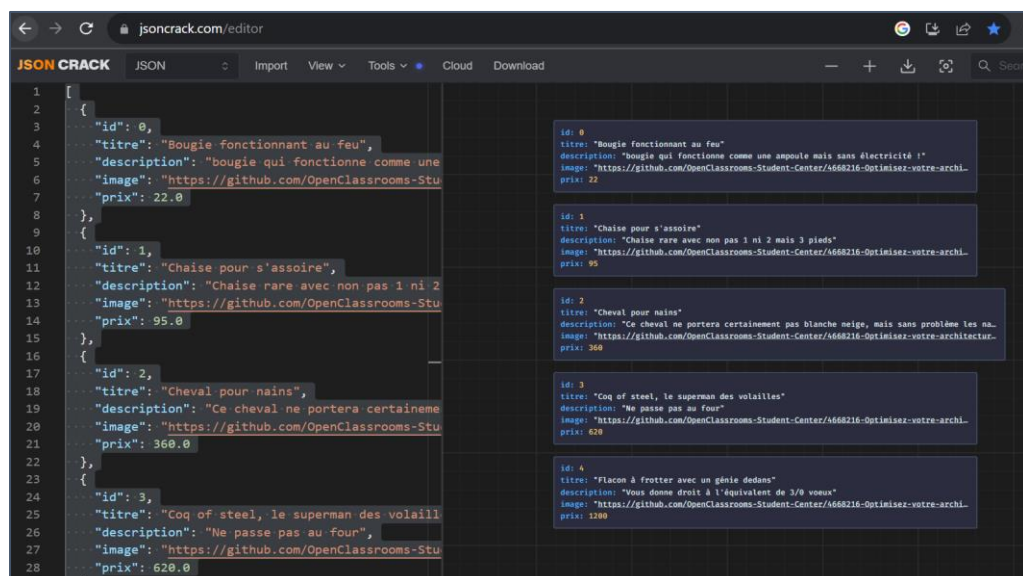 jsoncrack.com/editor
JSON CRACK JSON Import View Tools Cloud Download
1 [
2 {
3 "id": 0,
4 "titre": "Bougie fonctionnant au feu",
5 "description": "bougie qui fonctionne comme une
6 "image": "https://github.com/OpenClassrooms-Stu
7 "prix": 22.0
8 },
9 {
10 "id": 1,
11 "titre": "Chaise pour s'assoire",
12 "description": "Chaise rare avec non pas 1 ni 2
13 "image": "https://github.com/OpenClassrooms-Stu
14 "prix": 95.0
15 },
16 {
17 "id": 2,
18 "titre": "Cheval pour nains",
19 "description": "Ce cheval ne portera certaineme
20 "image": "https://github.com/OpenClassrooms-Stu
21 "prix": 360.0
22 },
23 {
24 "id": 3,
25 "titre": "Coq of steel, le superman des volaill
26 "description": "Ne passe pas au four",
27 "image": "https://github.com/OpenClassrooms-Stu
28 "prix": 620.0
id: 0
titre: "Bougie fonctionnant au feu"
description: "bougie qui fonctionne comme une ampoule mais sans électricité !"
image: "https://github.com/OpenClassrooms-Student-Center/4668216-Optimisez-votre-archi…
prix: 22
id: 1
titre: "Chaise pour s'assoire"
description: "Chaise rare avec non pas 1 ni 2 mais 3 pieds"
image: "https://github.com/OpenClassrooms-Student-Center/4668216-Optimisez-votre-archi…
prix: 95
id: 2
titre: "Cheval pour nains"
description: "Ce cheval ne portera certainement pas blanche neige, mais sans problème les na…
image: "https://github.com/OpenClassrooms-Student-Center/4668216-Optimisez-votre-architectur…
prix: 360
id: 3
titre: "Coq of steel, le superman des volailles"
description: "Ne passe pas au four"
image: "https://github.com/OpenClassrooms-Student-Center/4668216-Optimisez-votre-archi…
prix: 620
id: 4
titre: "Flacon à frotter avec un génie dedans"
description: "Vous donne droit à l'équivalent de 3/0 voeux"
image: "https://github.com/OpenClassrooms-Student-Center/4668216-Optimisez-votre-archi…
prix: 1200